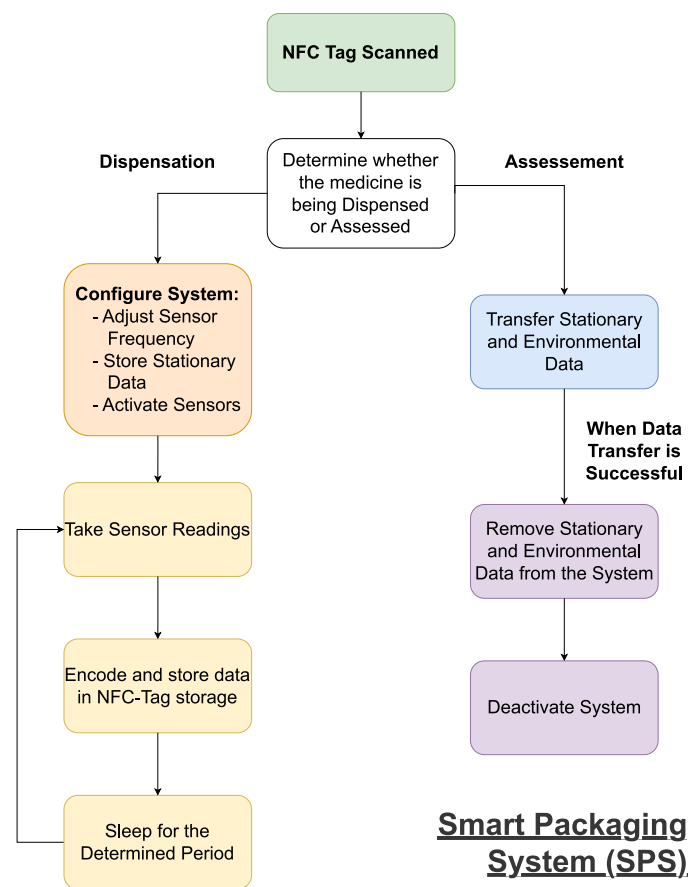 NFC Tag Scanned
Dispensation
Determine whether
the medicine is
being Dispensed
or Assessed
Assessement
Configure System:
- Adjust Sensor
Frequency
- Store Stationary
Data
- Activate Sensors
Transfer Stationary
and Environmental
Data
When Data
Transfer is
Successful
Take Sensor Readings
Remove Stationary
and Environmental
Data from the System
Encode and store data
in NFC-Tag storage
Deactivate System
Sleep for the
Determined Period
Smart Packaging
System (SPS)